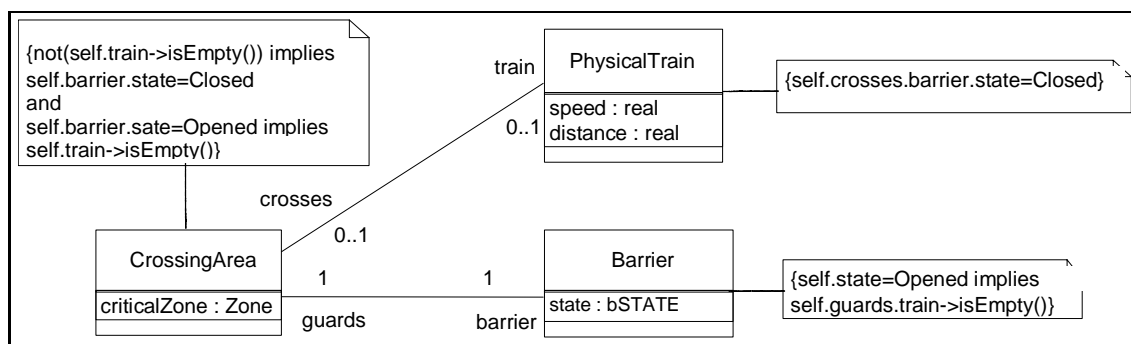 {not(self.train->isEmpty()) implies
self.barrier.state=Closed
and
self.barrier.sate=Opened implies
self.train->isEmpty()}
train
PhysicalTrain
speed : real
distance : real
0..1
{self.crosses.barrier.state=Closed}
crosses
0..1
CrossingArea
criticalZone : Zone
1
1
guards
barrier
Barrier
state : bSTATE
{self.state=Opened implies
self.guards.train->isEmpty()}